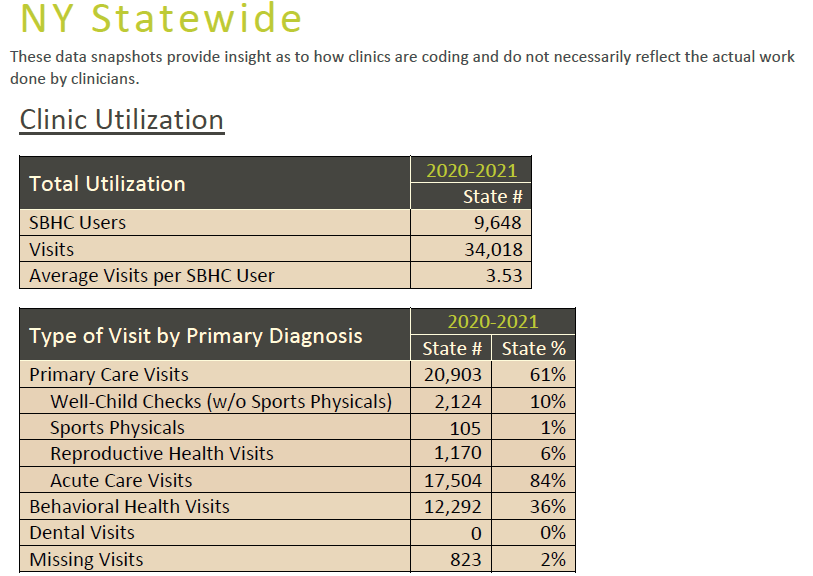 NY Statewide
These data snapshots provide insight as to how clinics are coding and do not necessarily reflect the actual work
done by clinicians.
Clinic Utilization
Total Utilization 2020-2021
State #
SBHC Users 9,648
Visits 34,018
Average Visits per SBHC User 3.53
Type of Visit by Primary Diagnosis 2020-2021
State # State %
Primary Care Visits 20,903 61%
Well-Child Checks (w/o Sports Physicals) 2,124 10%
Sports Physicals 105 1%
Reproductive Health Visits 1,170 6%
Acute Care Visits 17,504 84%
Behavioral Health Visits 12,292 36%
Dental Visits 0 0%
Missing Visits 823 2%